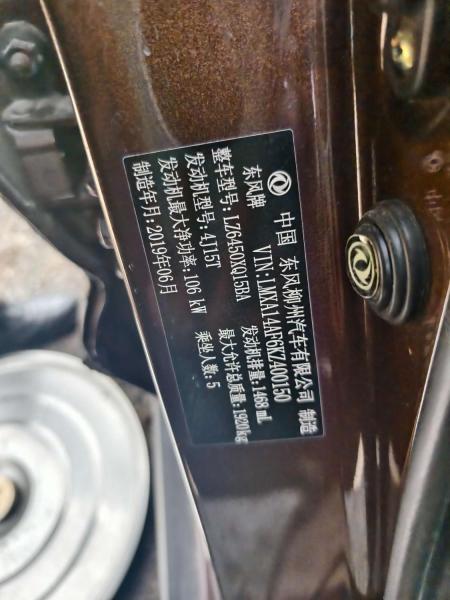 中国 东风柳州汽车有限公司 制造
东风牌 VIN:LMXA14AF6KZ400150
整车型号:LZ6450XQ15BA 发动机排量:1468 mL
发动机型号:4J15T 最大允许总质量:1920kg
发动机最大净功率:106 kW 乘坐人数:5
制造年月:2019年06月